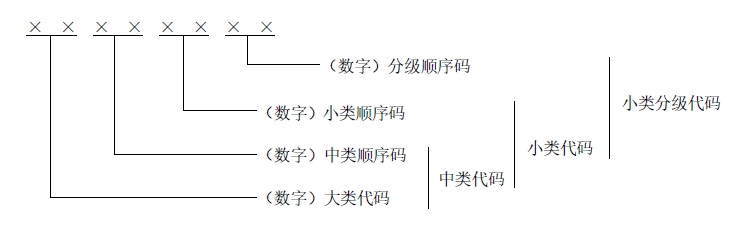 × × × × × × × ×
（数字）分级顺序码
小类分级代码
（数字）小类顺序码
小类代码
（数字）中类顺序码
中类代码
（数字）大类代码